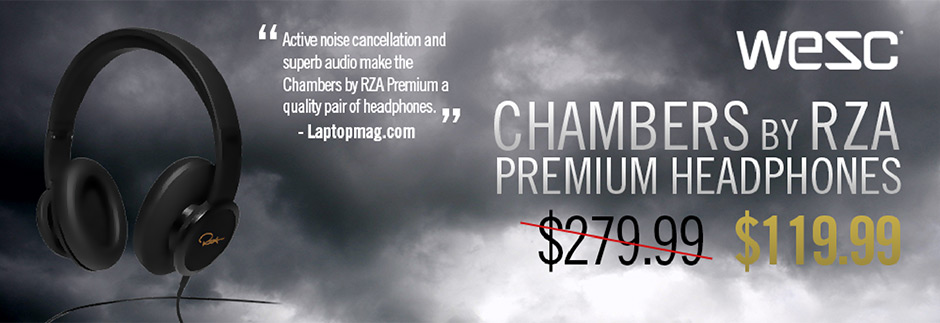 “ Active noise cancellation and
superb audio make the
Chambers by RZA Premium a
quality pair of headphones. ”
- Laptopmag.com
WeSC
CHAMBERS BY RZA
PREMIUM HEADPHONES
$279.99 $119.99